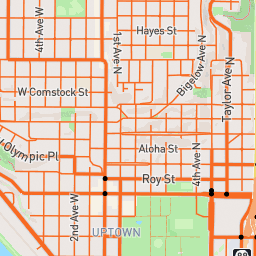 Hayes St
4th Ave W
1st Ave N
Bigelow Ave N
Taylor Ave N
W Comstock St
Olympic Pl
Aloha St
Roy St
4th Ave N
2nd Ave W
UPTOWN
99